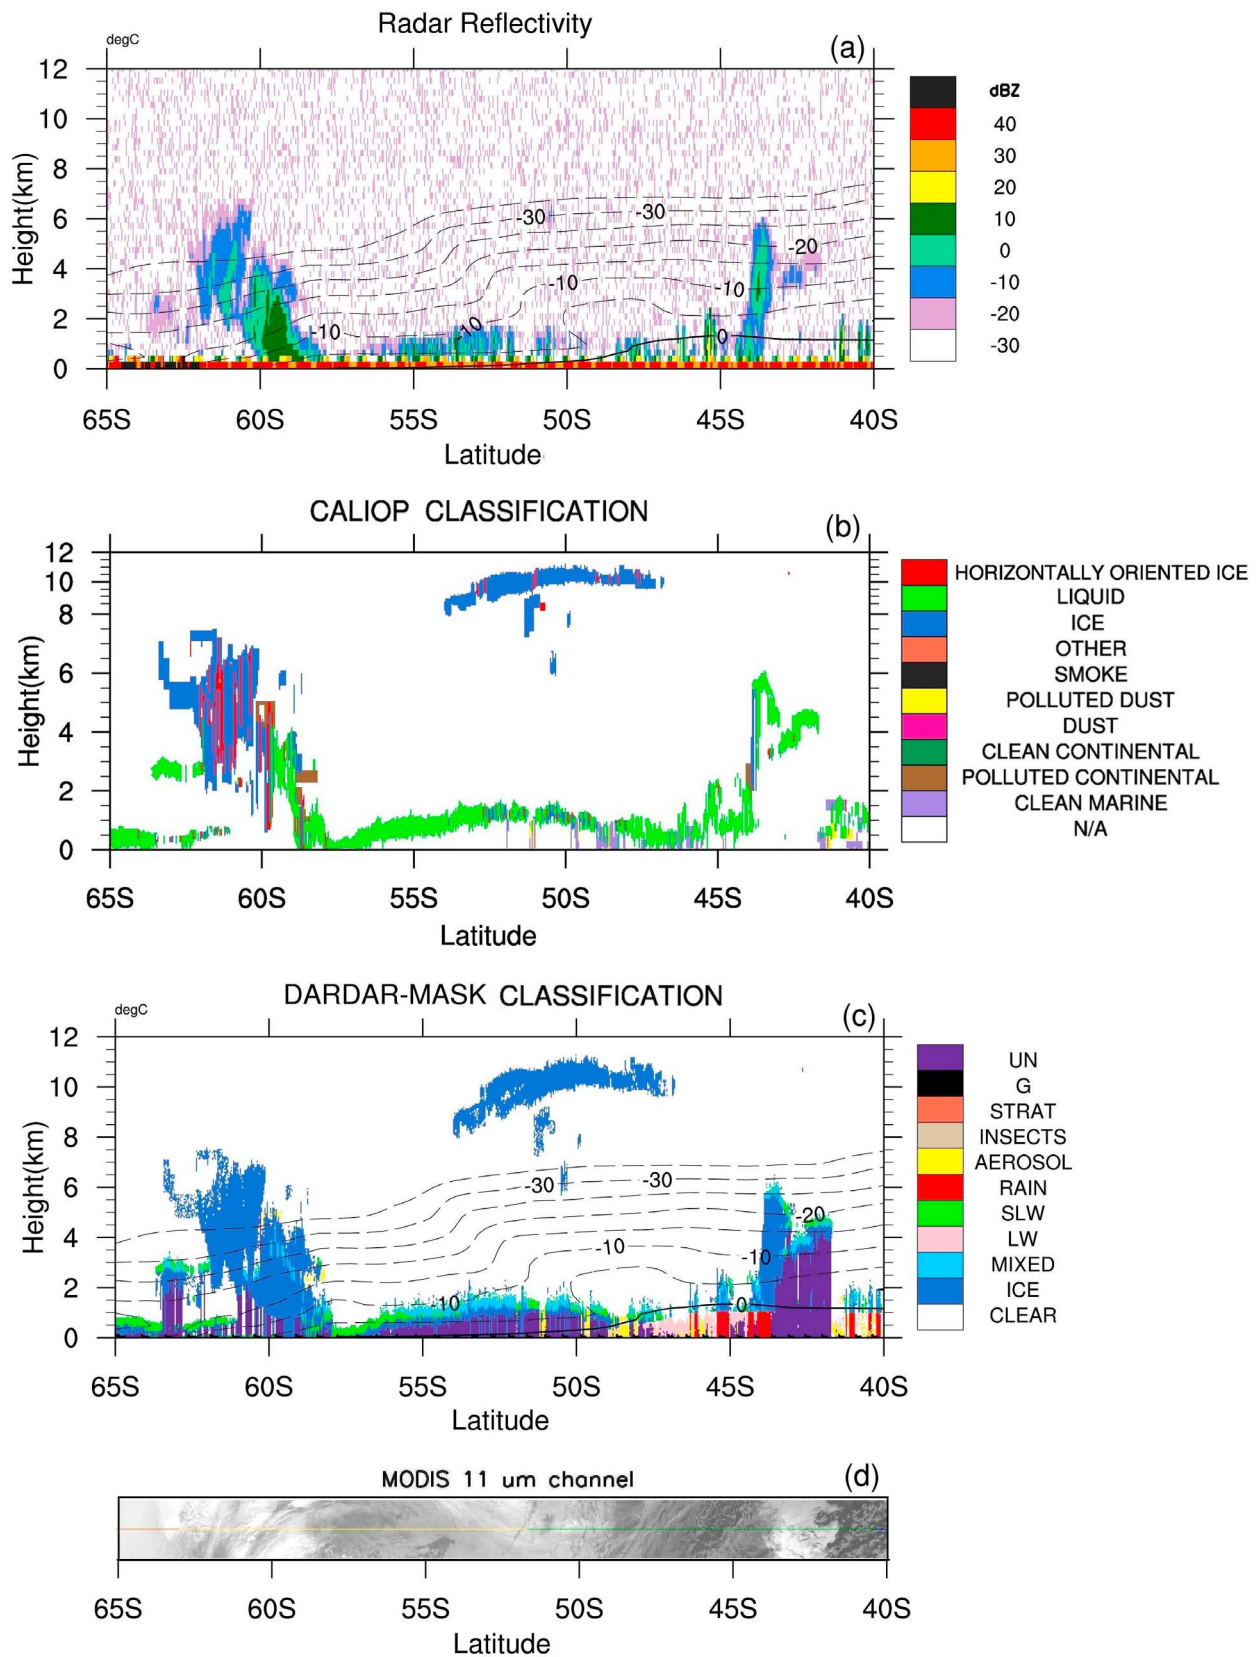 Radar Reflectivity
(a)
degC
12
10
8
6
4
2
0
Height(km)
-30
-30
-20
-10
-10
-10
-10
0
65S 60S 55S 50S 45S 40S
Latitude
dBZ
40
30
20
10
0
-10
-20
-30
CALIOP CLASSIFICATION
(b)
12
10
8
6
4
2
0
Height(km)
65S 60S 55S 50S 45S 40S
Latitude
HORIZONTALLY ORIENTED ICE
LIQUID
ICE
OTHER
SMOKE
POLLUTED DUST
DUST
CLEAN CONTINENTAL
POLLUTED CONTINENTAL
CLEAN MARINE
N/A
DARDAR-MASK CLASSIFICATION
(c)
degC
12
10
8
6
4
2
0
Height(km)
-30
-30
-20
-10
-10
10
0
65S 60S 55S 50S 45S 40S
Latitude
UN
G
STRAT
INSECTS
AEROSOL
RAIN
SLW
LW
MIXED
ICE
CLEAR
MODIS 11 um channel
(d)
65S 60S 55S 50S 45S 40S
Latitude